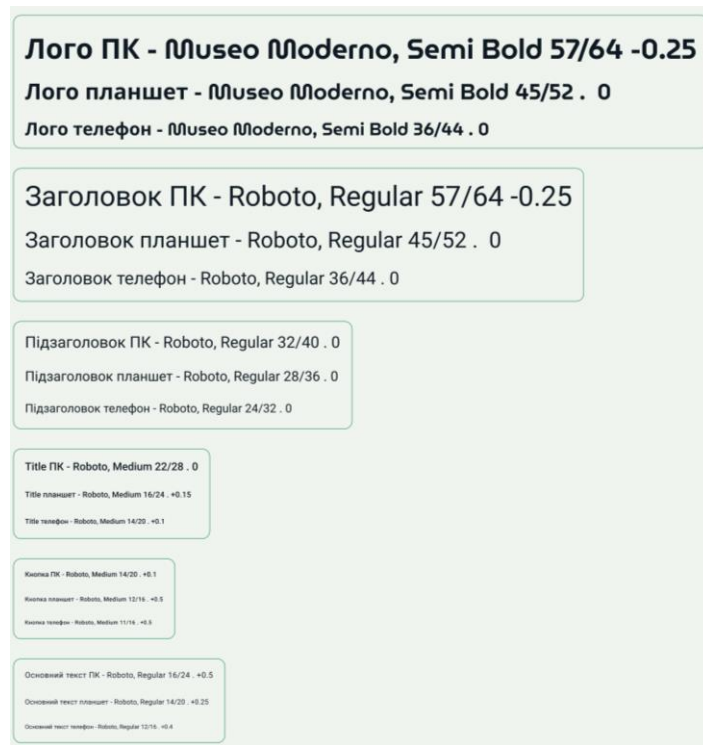 Лого ПК - Museo Moderno, Semi Bold 57/64 -0.25
Лого планшет - Museo Moderno, Semi Bold 45/52 . 0
Лого телефон - Museo Moderno, Semi Bold 36/44 . 0
Заголовок ПК - Roboto, Regular 57/64 -0.25
Заголовок планшет - Roboto, Regular 45/52 . 0
Заголовок телефон - Roboto, Regular 36/44 . 0
Підзаголовок ПК - Roboto, Regular 32/40 . 0
Підзаголовок планшет - Roboto, Regular 28/36 . 0
Підзаголовок телефон - Roboto, Regular 24/32 . 0
Title ПК - Roboto, Medium 22/28 . 0
Title планшет - Roboto, Medium 16/24 . +0.15
Title телефон - Roboto, Medium 14/20 . +0.1
Кнопка ПК - Roboto, Medium 14/20 . +0.1
Кнопка планшет - Roboto, Medium 12/16 . +0.5
Кнопка телефон - Roboto, Medium 11/16 . +0.5
Основний текст ПК - Roboto, Regular 16/24 . +0.5
Основний текст планшет - Roboto, Regular 14/20 . +0.25
Основний текст телефон - Roboto, Regular 12/16 . +0.4